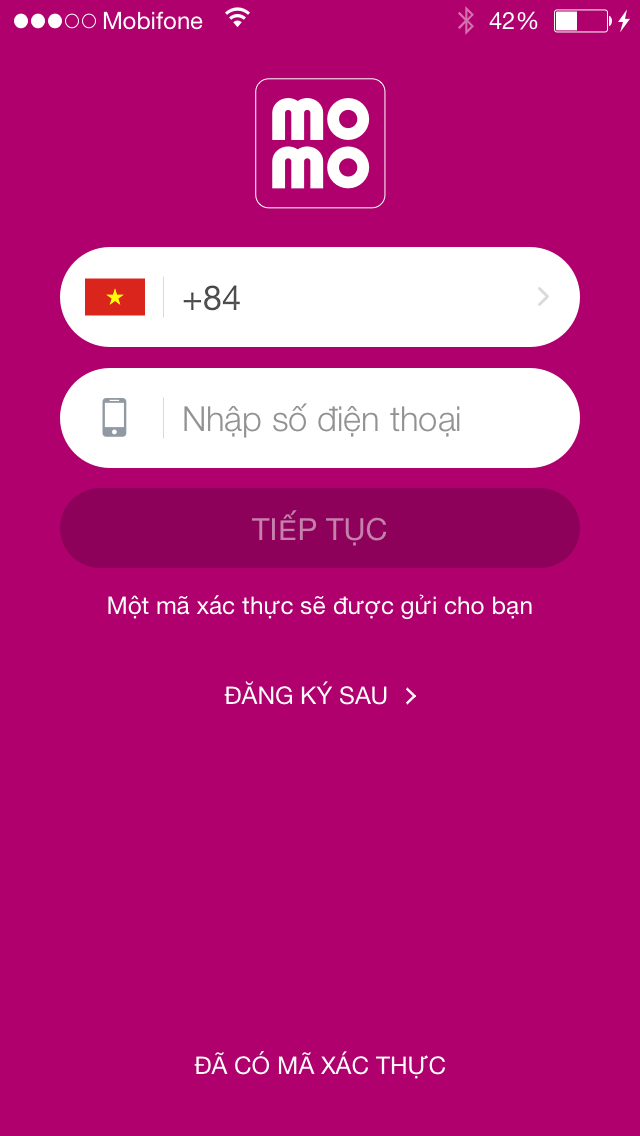 Mobifone 42%
mo
mo
+84
Nhập số điện thoại
TIẾP TỤC
Một mã xác thực sẽ được gửi cho bạn
ĐĂNG KÝ SAU
ĐÃ CÓ MÃ XÁC THỰC